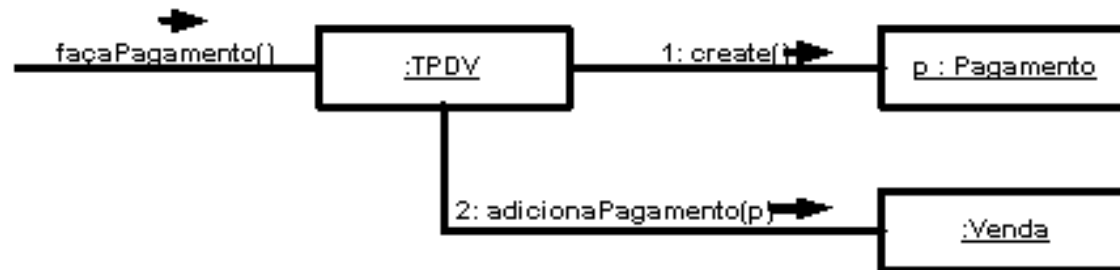 façaPagamento()
:TPDV
1: create()
p : Pagamento
2: adicionaPagamento(p)
:Venda